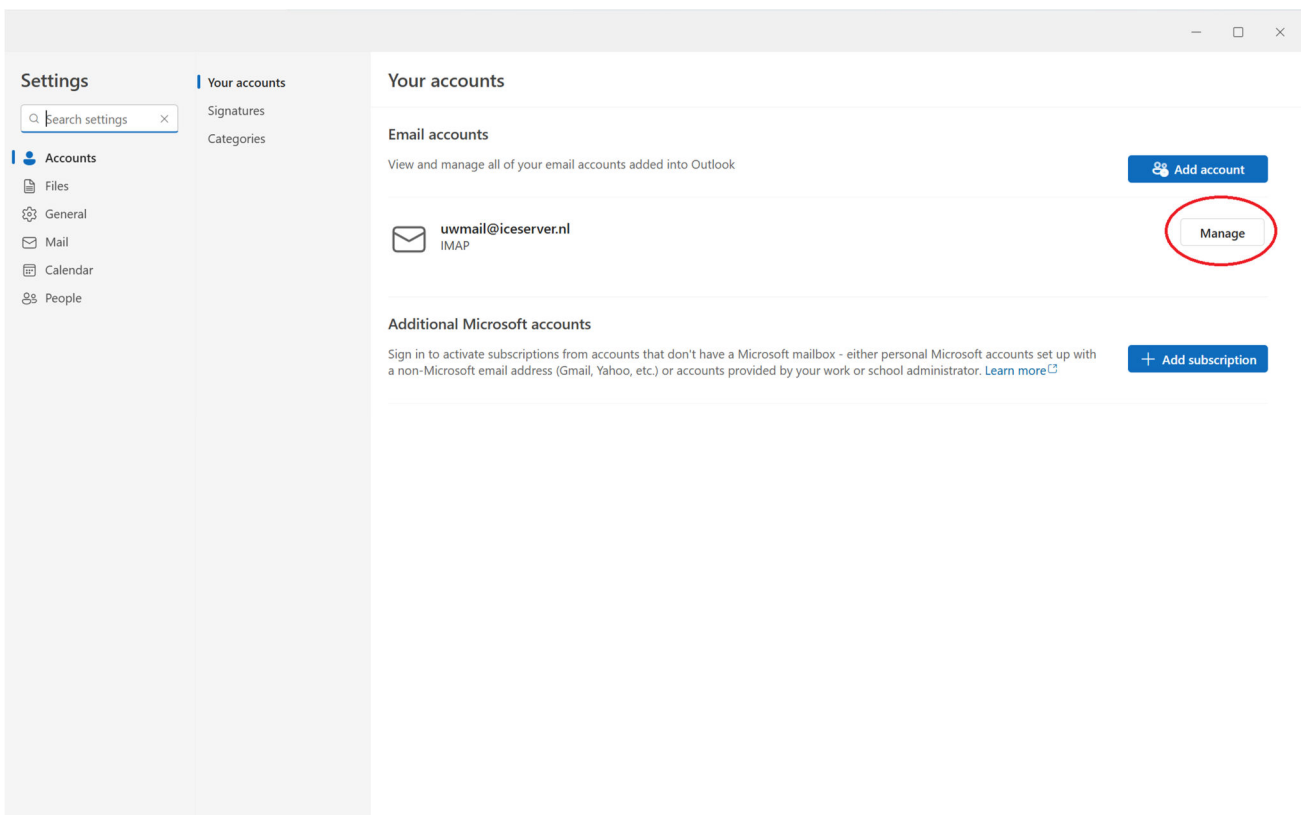 Settings
Search settings
Accounts
Files
General
Mail
Calendar
People
Your accounts
Signatures
Categories
Your accounts
Email accounts
View and manage all of your email accounts added into Outlook
Add account
uwmail@iceserver.nl
IMAP
Manage
Additional Microsoft accounts
Sign in to activate subscriptions from accounts that don't have a Microsoft mailbox - either personal Microsoft accounts set up with
a non-Microsoft email address (Gmail, Yahoo, etc.) or accounts provided by your work or school administrator. Learn more
Add subscription